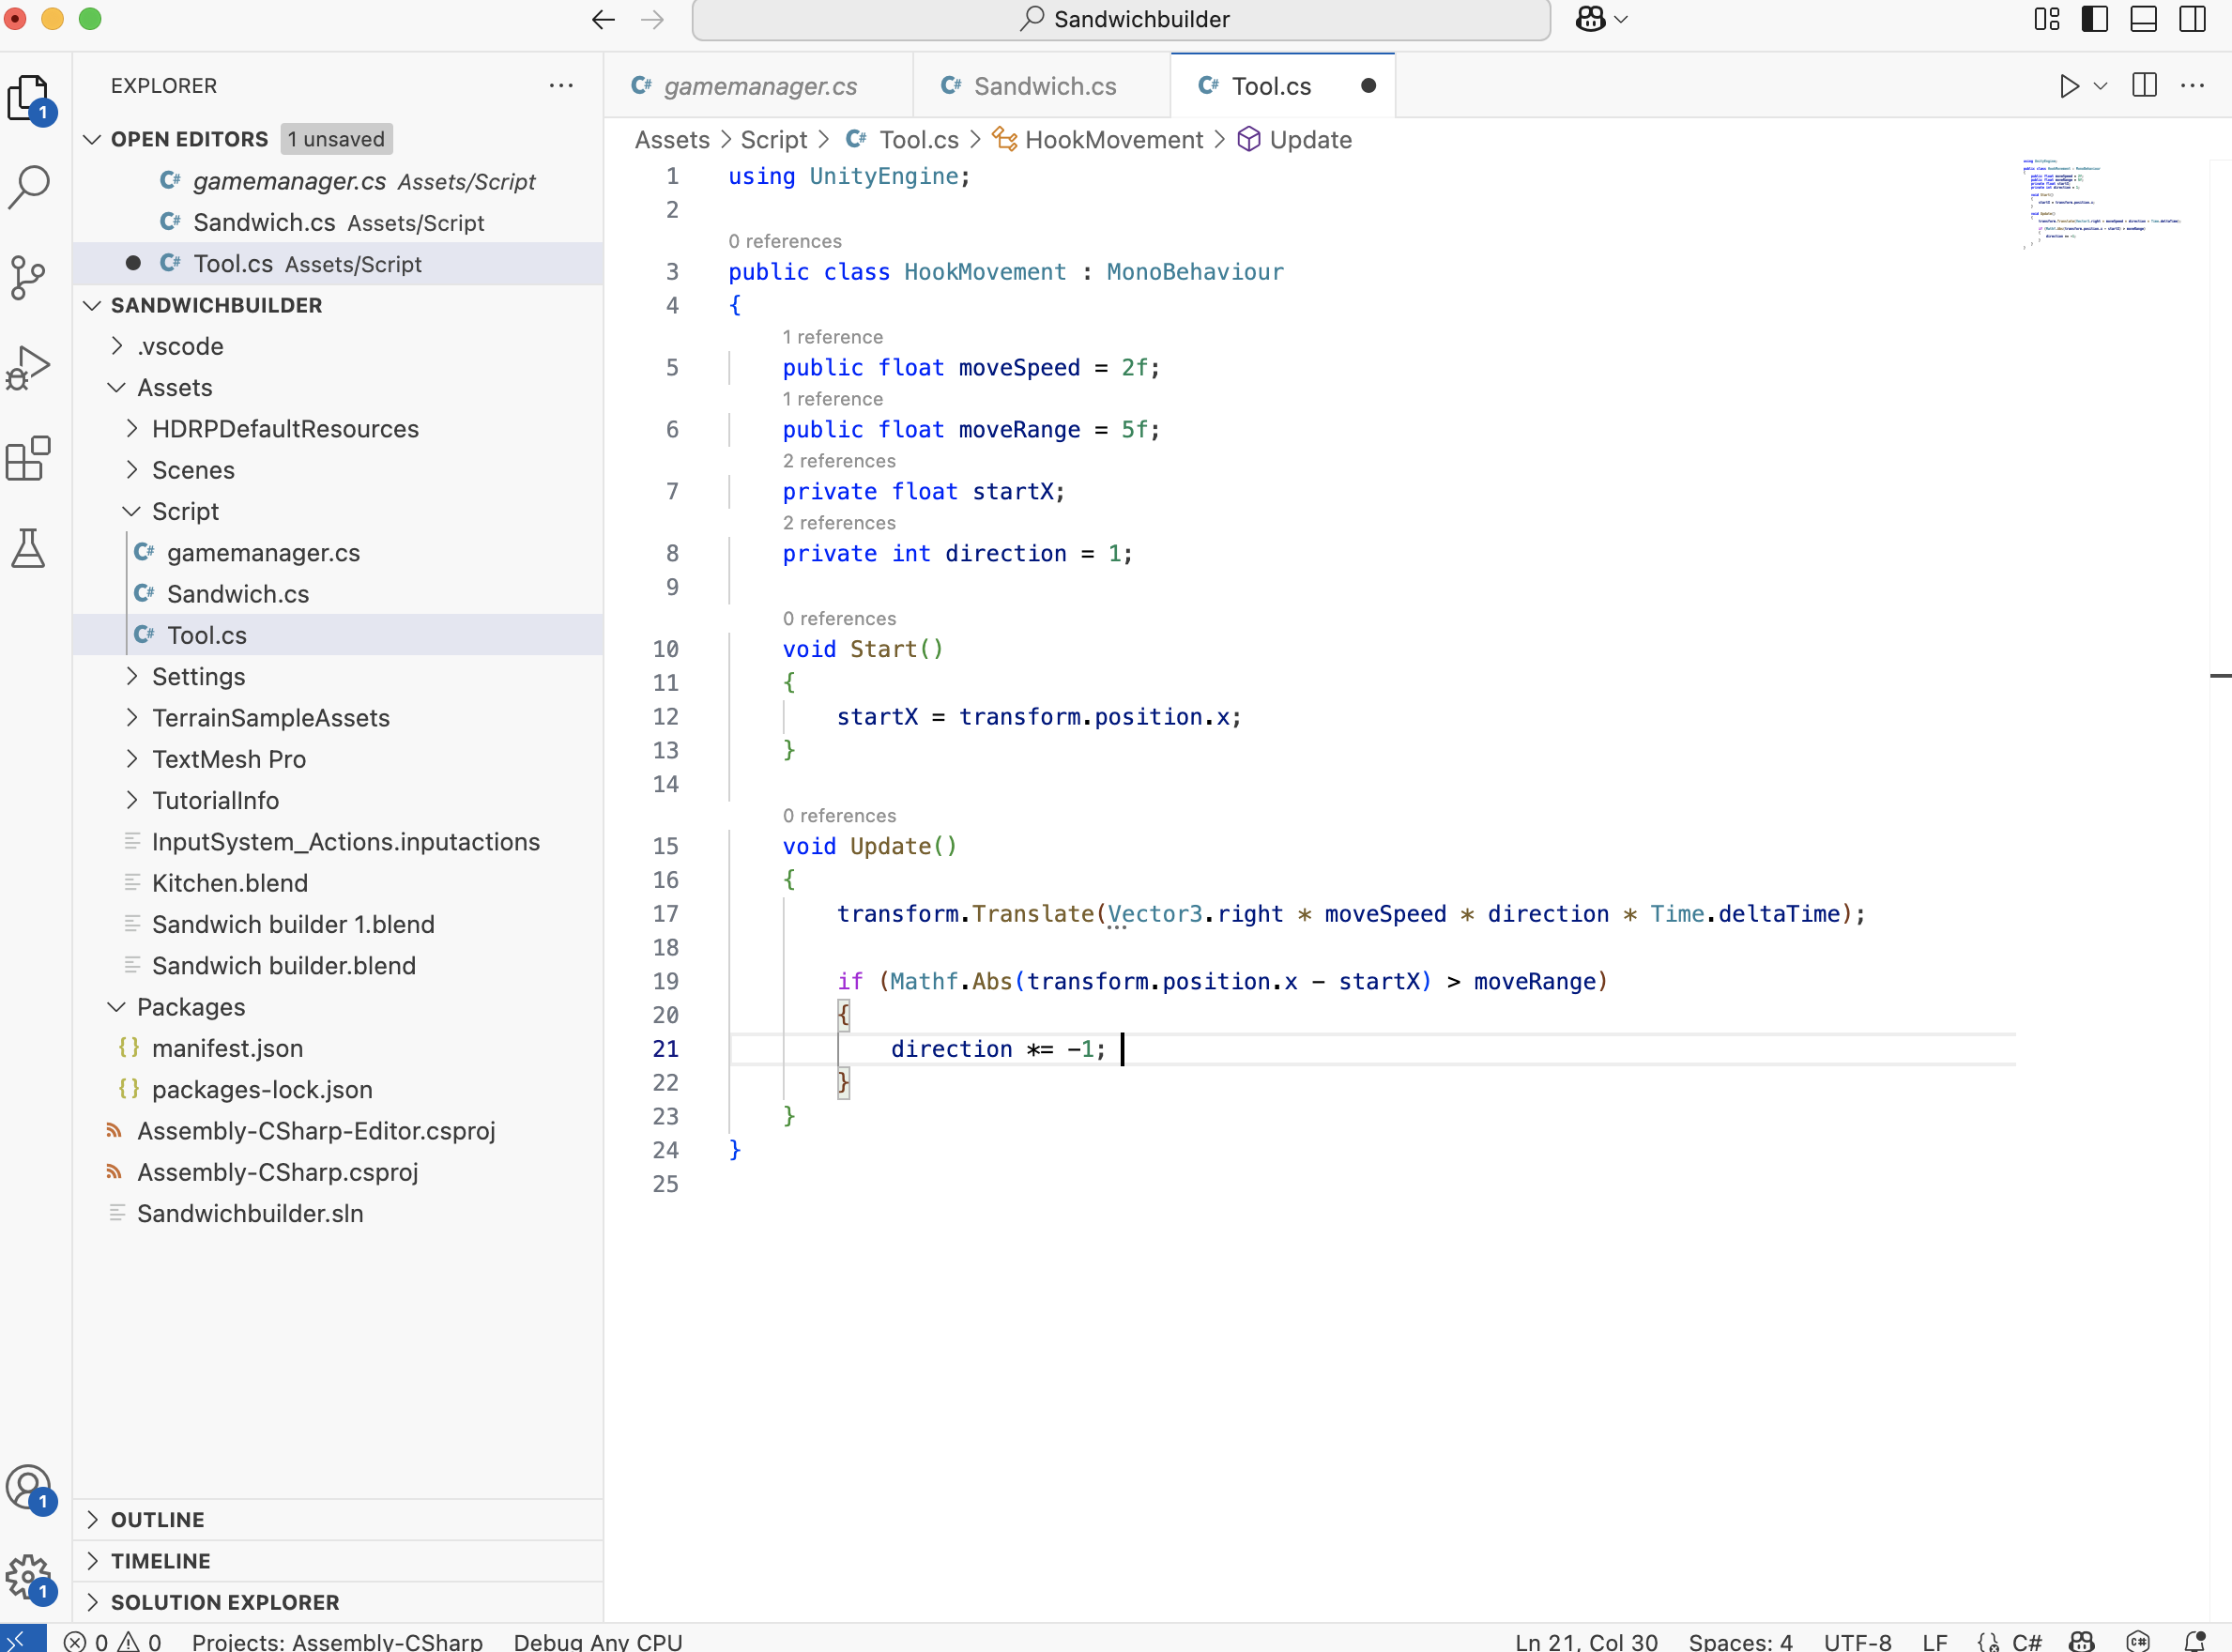 Sandwichbuilder
EXPLORER
OPEN EDITORS 1 unsaved
gamemanager.cs Assets/Script
Sandwich.cs Assets/Script
Tool.cs Assets/Script
SANDWICHBUILDER
.vscode
Assets
HDRPDefaultResources
Scenes
Script
gamemanager.cs
Sandwich.cs
Tool.cs
Settings
TerrainSampleAssets
TextMesh Pro
TutorialInfo
InputSystem_Actions.inputactions
Kitchen.blend
Sandwich builder 1.blend
Sandwich builder.blend
Packages
{} manifest.json
{} packages-lock.json
Assembly-CSharp-Editor.csproj
Assembly-CSharp.csproj
Sandwichbuilder.sln
OUTLINE
TIMELINE
SOLUTION EXPLORER
1
1
1
gamemanager.cs
Sandwich.cs
Tool.cs
Assets > Script > Tool.cs > HookMovement > Update
1 using UnityEngine;
2
0 references
3 public class HookMovement : MonoBehaviour
4 {
1 reference
5 public float moveSpeed = 2f;
1 reference
6 public float moveRange = 5f;
2 references
7 private float startX;
2 references
8 private int direction = 1;
9
0 references
10 void Start()
11 {
12 startX = transform.position.x;
13 }
14
0 references
15 void Update()
16 {
17 transform.Translate(Vector3.right * moveSpeed * direction * Time.deltaTime);
18
19 if (Mathf.Abs(transform.position.x - startX) > moveRange)
20 {
21 direction *= -1;
22 }
23 }
24 }
25
0 0 Projects: Assembly-CSharp Debug Any CPU Ln 21, Col 30 Spaces: 4 UTF-8 LF C#